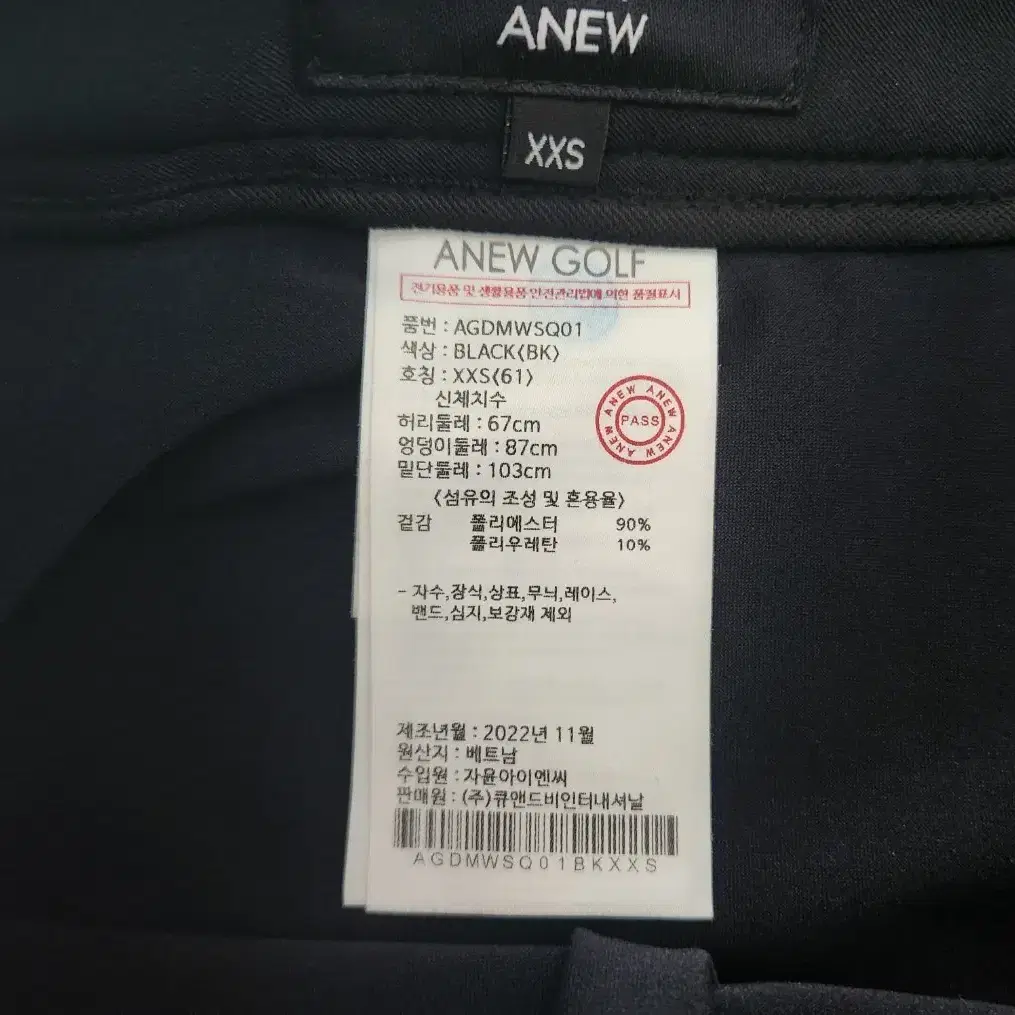 ANEW
XXS
ANEW GOLF
전기용품 및 생활용품 안전관리법에 의한 품질표시
품번 : AGDMWSQ01
색상 : BLACK(BK)
호칭 : XXS(61)
신체치수
허리둘레 : 67cm
엉덩이둘레 : 87cm
밑단둘레 : 103cm
ANEW ANEW ANEW ANEW
PASS
<섬유의 조성 및 혼용율>
겉감 폴리에스터 90%
폴리우레탄 10%
- 자수,장식,상표,무늬,레이스,
밴드,심지,보강재 제외
제조년월 : 2022년 11월
원산지 : 베트남
수입원 : 자윤아이엔씨
판매원 : (주)큐앤드비인터내셔날
AGDMWSQ01BKXXS